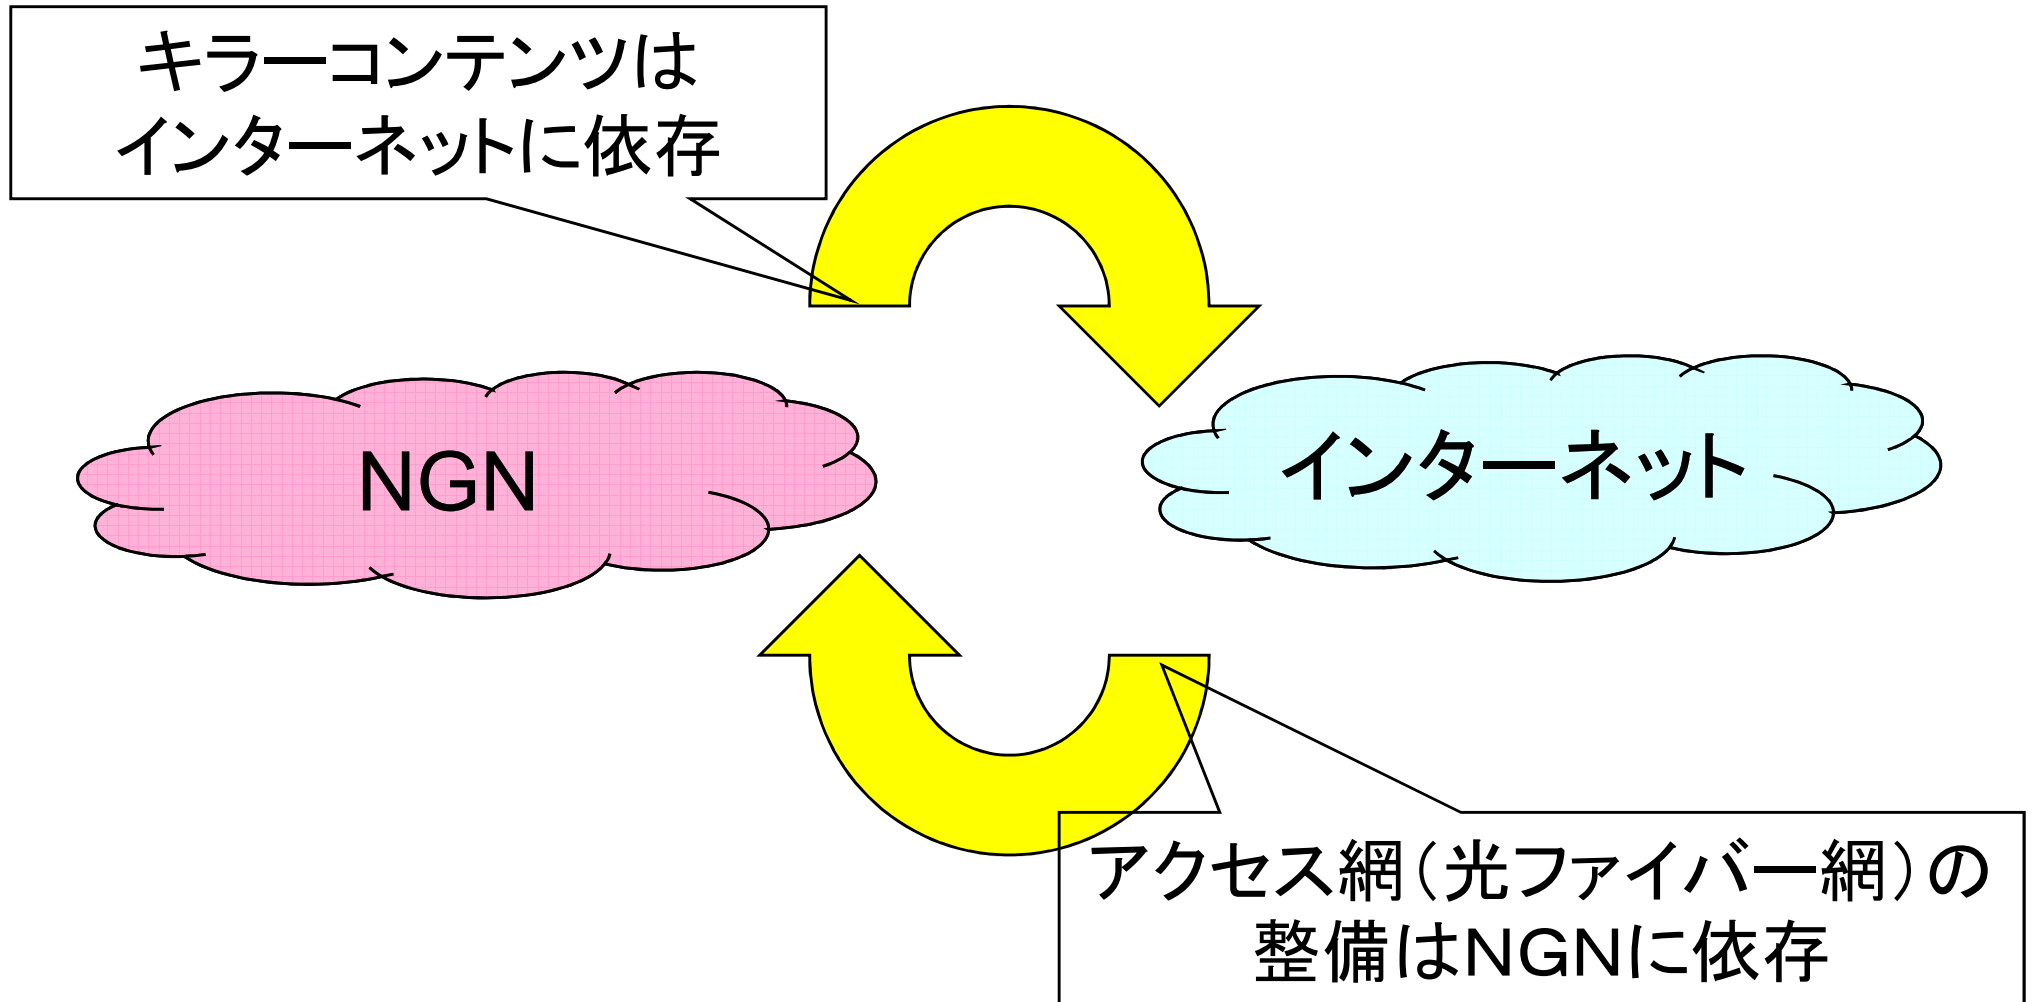 キラーコンテンツは
インターネットに依存
NGN
インターネット
アクセス網(光ファイバー網)の
整備はNGNに依存